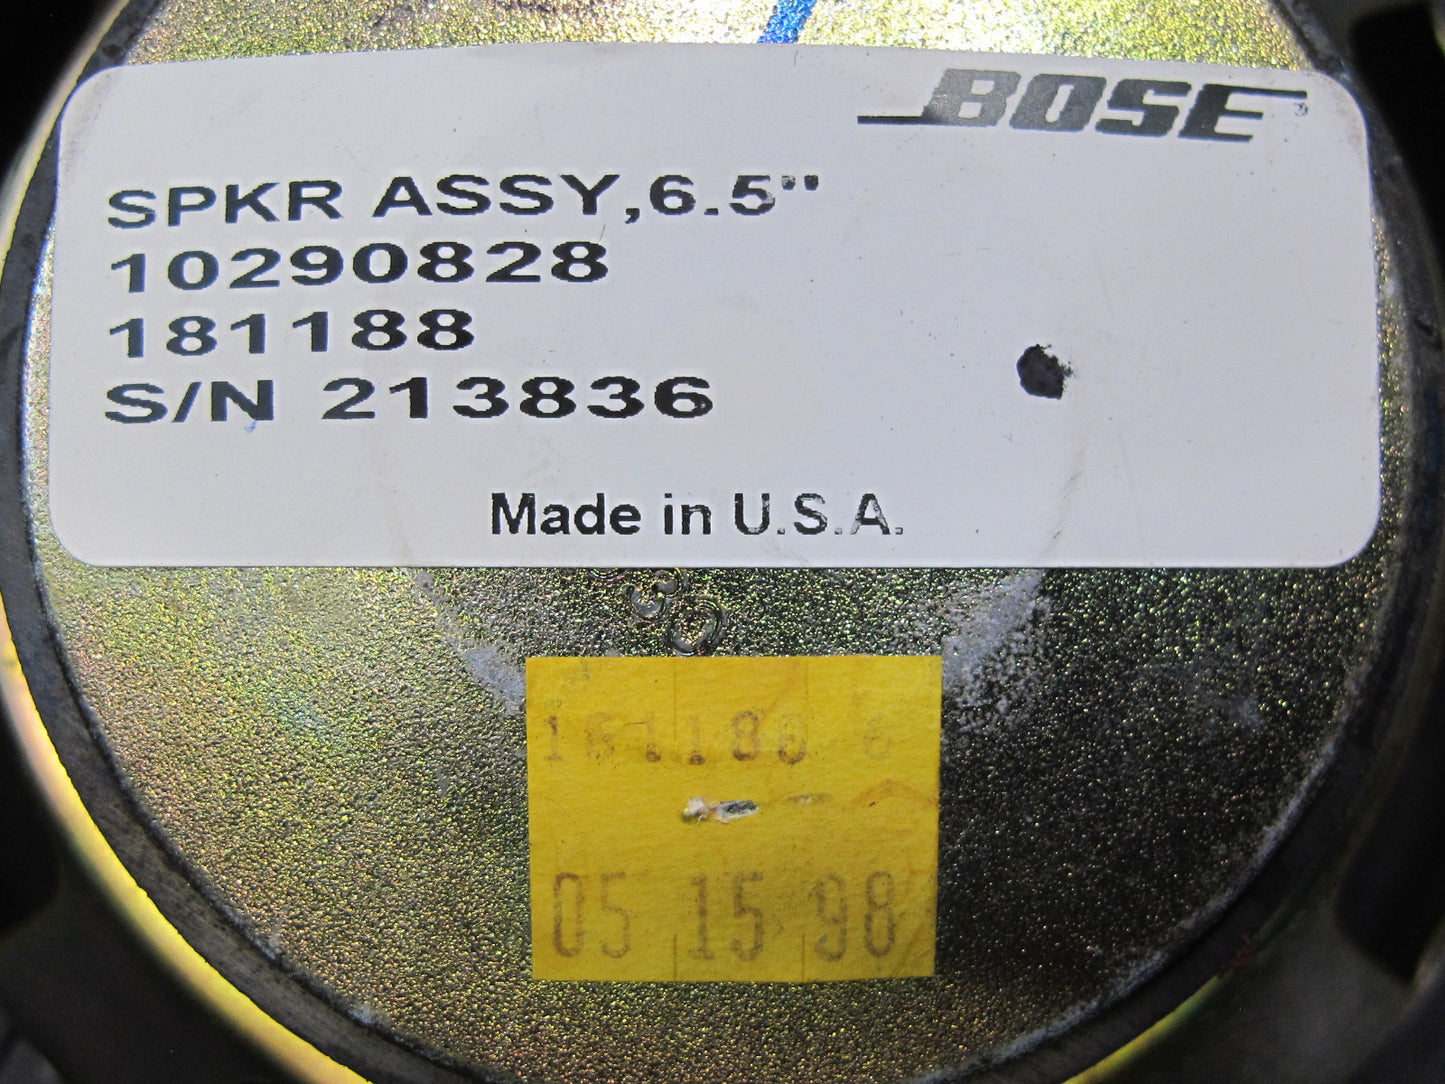 BOSE
SPKR ASSY,6.5"
10290828
181188
S/N 213836
Made in U.S.A.
05 15 98